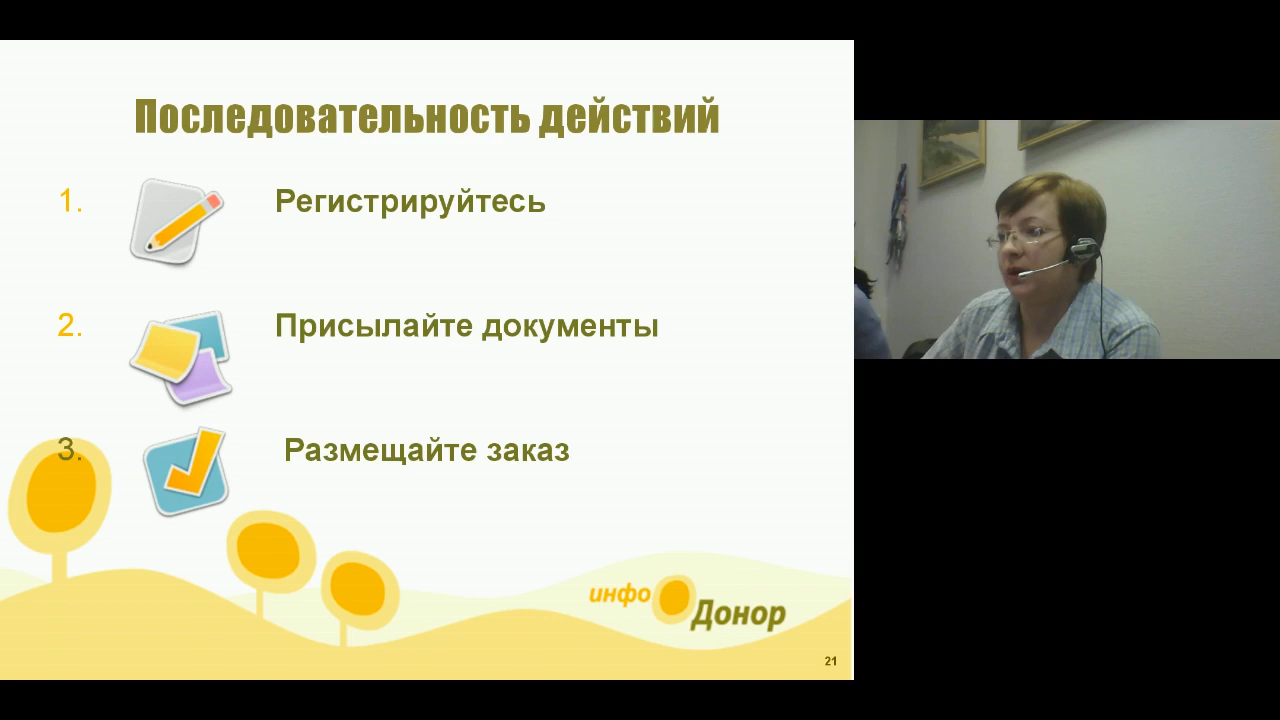 Последовательность действий
1. Регистрируйтесь
2. Присылайте документы
3. Размещайте заказ
инфо Донор
21